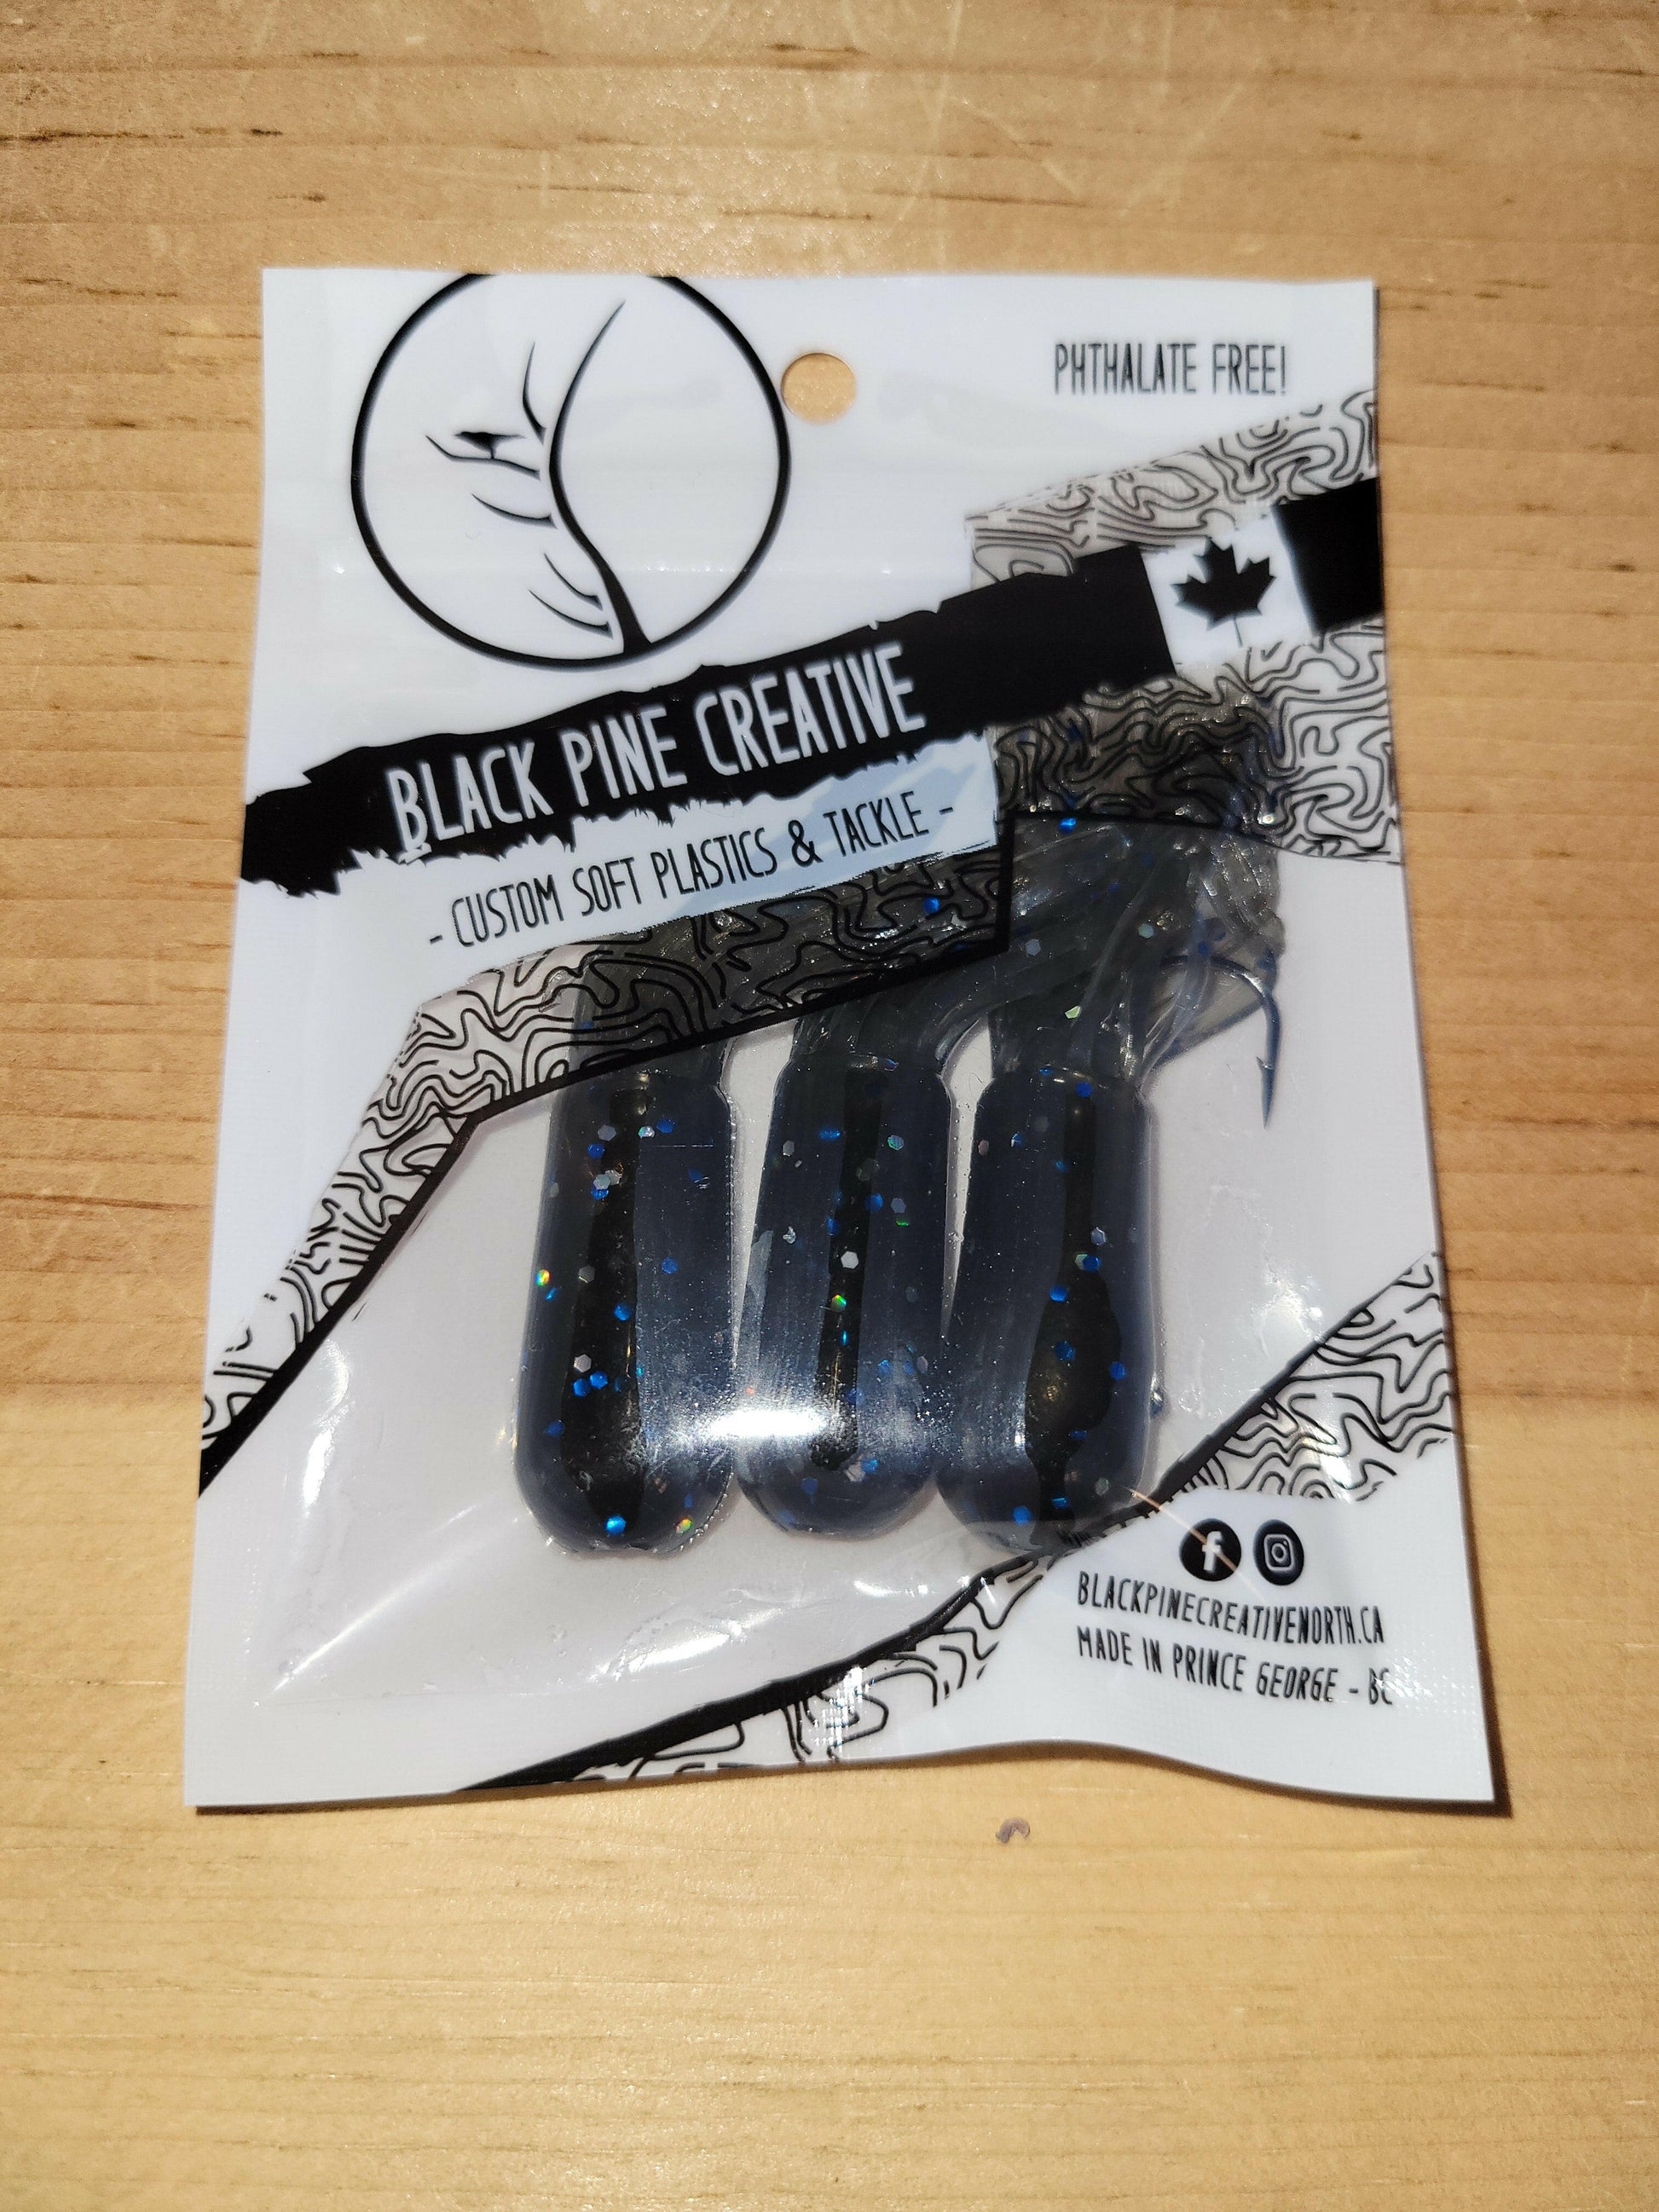 PHTHALATE FREE!
BLACK PINE CREATIVE
- CUSTOM SOFT PLASTICS & TACKLE -
BLACKPINECREATIVENORTH.CA
MADE IN PRINCE GEORGE - BC